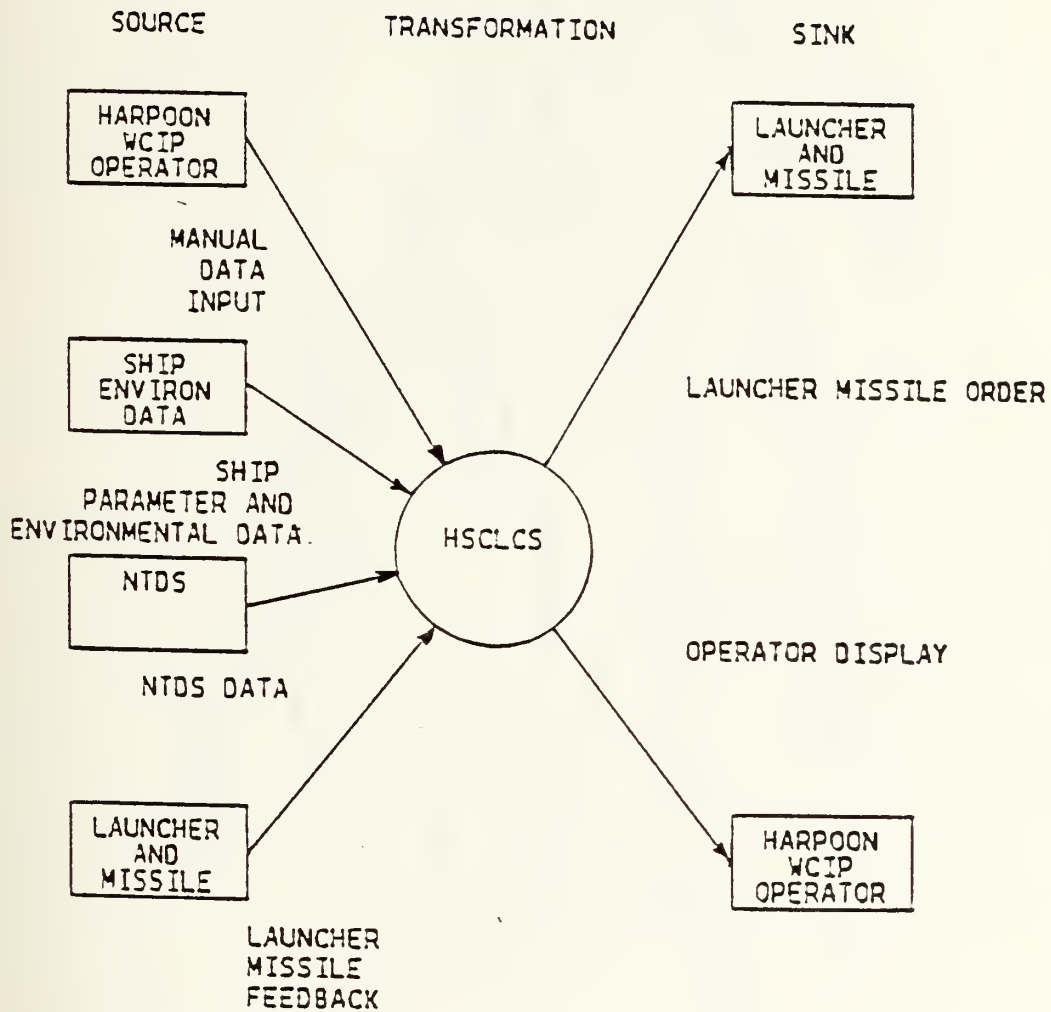 SOURCE
TRANSFORMATION
SINK
HARPOON
WCIP
OPERATOR
LAUNCHER
AND
MISSILE
MANUAL
DATA
INPUT
SHIP
ENVIRON
DATA
LAUNCHER MISSILE ORDER
SHIP
PARAMETER AND
ENVIRONMENTAL DATA.
HSCLCS
NTDS
NTDS DATA
OPERATOR DISPLAY
LAUNCHER
AND
MISSILE
HARPOON
WCIP
OPERATOR
LAUNCHER
MISSILE
FEEDBACK